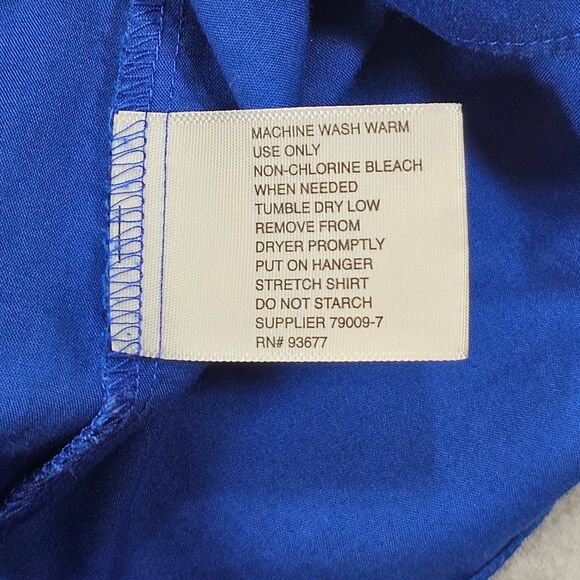 MACHINE WASH WARM
USE ONLY
NON-CHLORINE BLEACH
WHEN NEEDED
TUMBLE DRY LOW
REMOVE FROM
DRYER PROMPTLY
PUT ON HANGER
STRETCH SHIRT
DO NOT STARCH
SUPPLIER 79009-7
RN# 93677